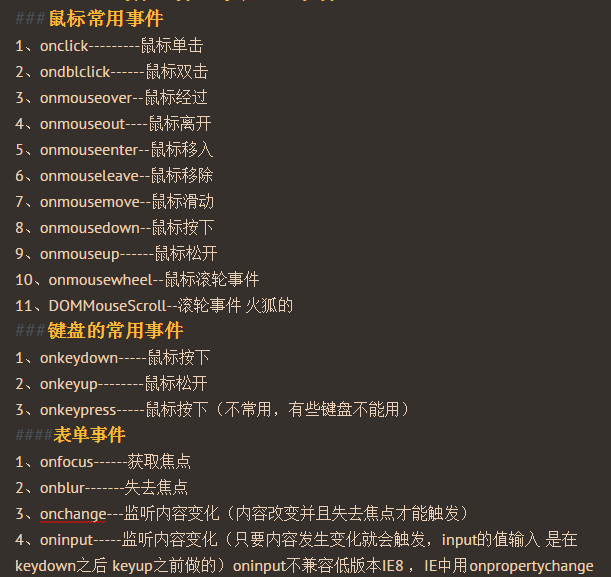 ###鼠标常用事件
1、onclick---------鼠标单击
2、ondblclick------鼠标双击
3、onmouseover--鼠标经过
4、onmouseout----鼠标离开
5、onmouseenter--鼠标移入
6、onmouseleave--鼠标移除
7、onmousemove--鼠标滑动
8、onmousedown--鼠标按下
9、onmouseup------鼠标松开
10、onmousewheel--鼠标滚轮事件
11、DOMMouseScroll--滚轮事件 火狐的
###键盘的常用事件
1、onkeydown-----鼠标按下
2、onkeyup--------鼠标松开
3、onkeypress-----鼠标按下（不常用，有些键盘不能用）
####表单事件
1、onfocus------获取焦点
2、onblur-------失去焦点
3、onchange---监听内容变化（内容改变并且失去焦点才能触发）
4、oninput-----监听内容变化（只要内容发生变化就会触发，input的值输入 是在
keydown之后 keyup之前做的）oninput不兼容低版本IE8 ，IE中用onpropertychange